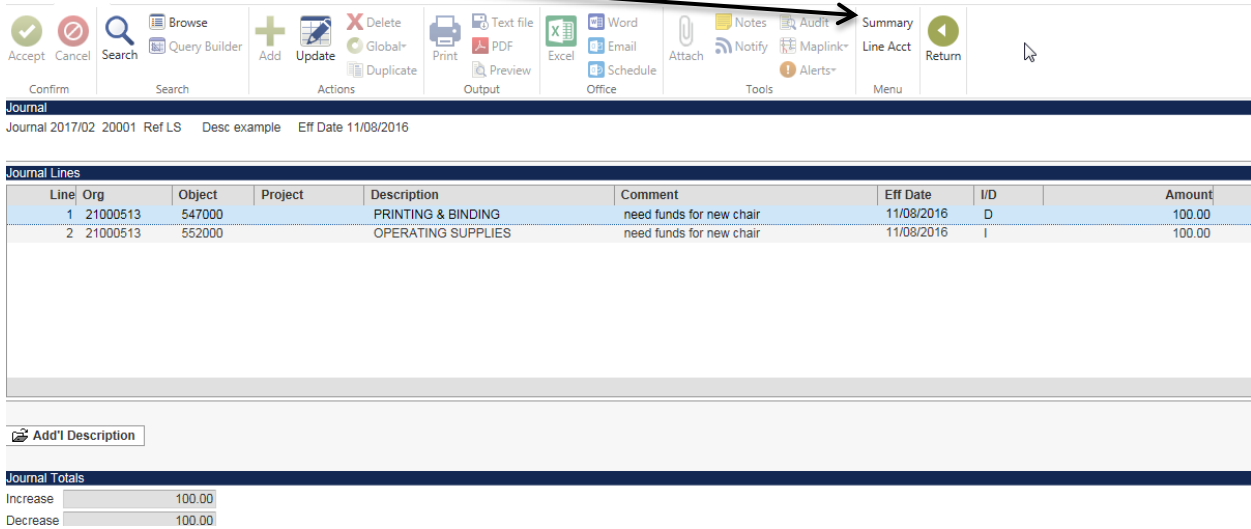 Accept Cancel Search Browse Query Builder
Confirm Search
Add Update Delete Global Duplicate
Actions
Print Text file PDF Preview
Output
Excel Word Email Schedule
Office
Attach Notes Notify Audit Maplink Alerts
Tools
Summary Line Acct Return
Menu
Journal
Journal 2017/02 20001 Ref LS Desc example Eff Date 11/08/2016
Journal Lines
Line Org Object Project Description Comment Eff Date I/D Amount
1 21000513 547000 PRINTING & BINDING need funds for new chair 11/08/2016 D 100.00
2 21000513 552000 OPERATING SUPPLIES need funds for new chair 11/08/2016 I 100.00
Add'l Description
Journal Totals
Increase 100.00
Decrease 100.00